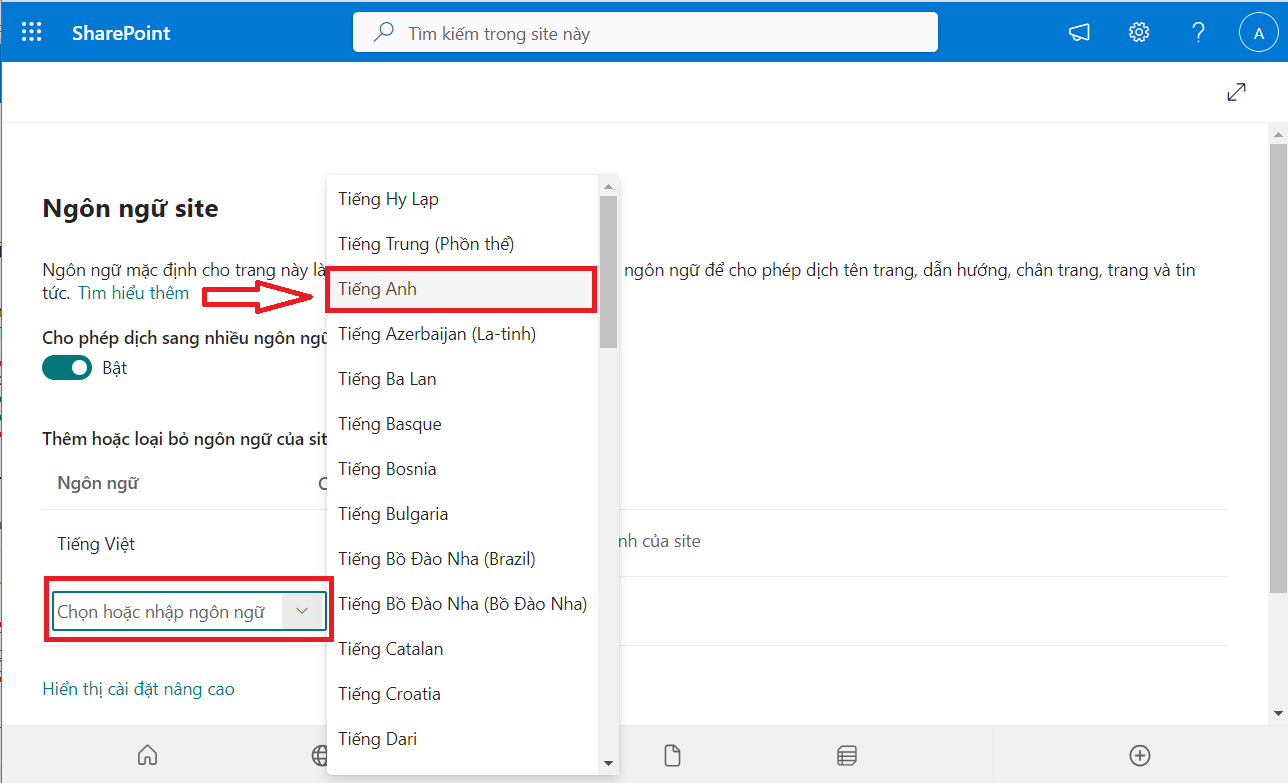 SharePoint
Tìm kiếm trong site này
A
Ngôn ngữ site
Ngôn ngữ mặc định cho trang này là
ngôn ngữ để cho phép dịch tên trang, dẫn hướng, chân trang, trang và tin
tức. Tìm hiểu thêm
Cho phép dịch sang nhiều ngôn ngữ
Bật
Thêm hoặc loại bỏ ngôn ngữ của sit
Ngôn ngữ
Tiếng Việt
nh của site
Chọn hoặc nhập ngôn ngữ
Hiển thị cài đặt nâng cao
Tiếng Hy Lạp
Tiếng Trung (Phồn thể)
Tiếng Anh
Tiếng Azerbaijan (La-tinh)
Tiếng Ba Lan
Tiếng Basque
Tiếng Bosnia
Tiếng Bulgaria
Tiếng Bồ Đào Nha (Brazil)
Tiếng Bồ Đào Nha (Bồ Đào Nha)
Tiếng Catalan
Tiếng Croatia
Tiếng Dari